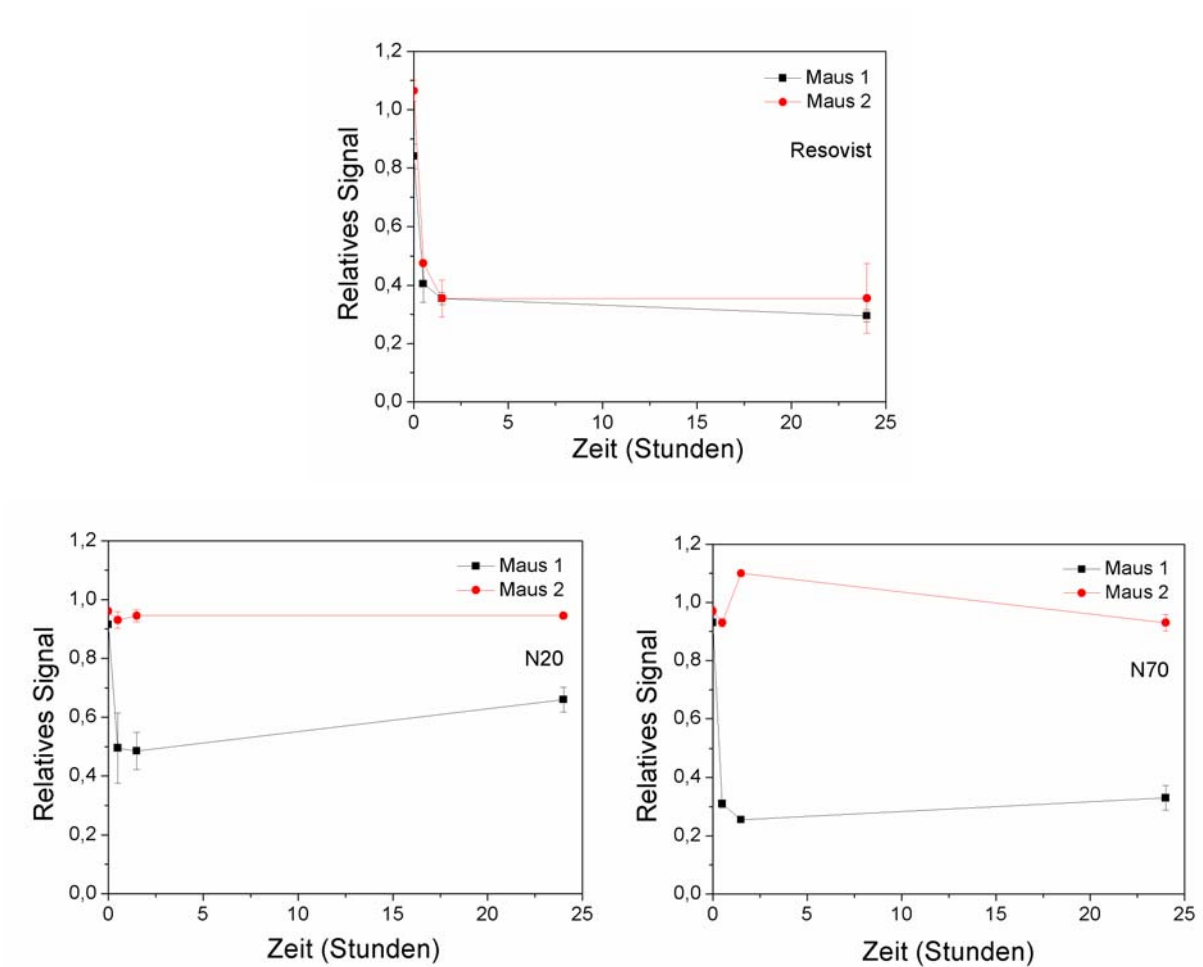 1,2
1,0
0,8
0,6
0,4
0,2
0,0
Relatives Signal
Maus 1
Maus 2
Resovist
0 5 10 15 20 25
Zeit (Stunden)
1,2
1,0
0,8
0,6
0,4
0,2
0,0
Relatives Signal
Maus 1
Maus 2
N20
0 5 10 15 20 25
Zeit (Stunden)
1,2
1,0
0,8
0,6
0,4
0,2
0,0
Relatives Signal
Maus 1
Maus 2
N70
0 5 10 15 20 25
Zeit (Stunden)